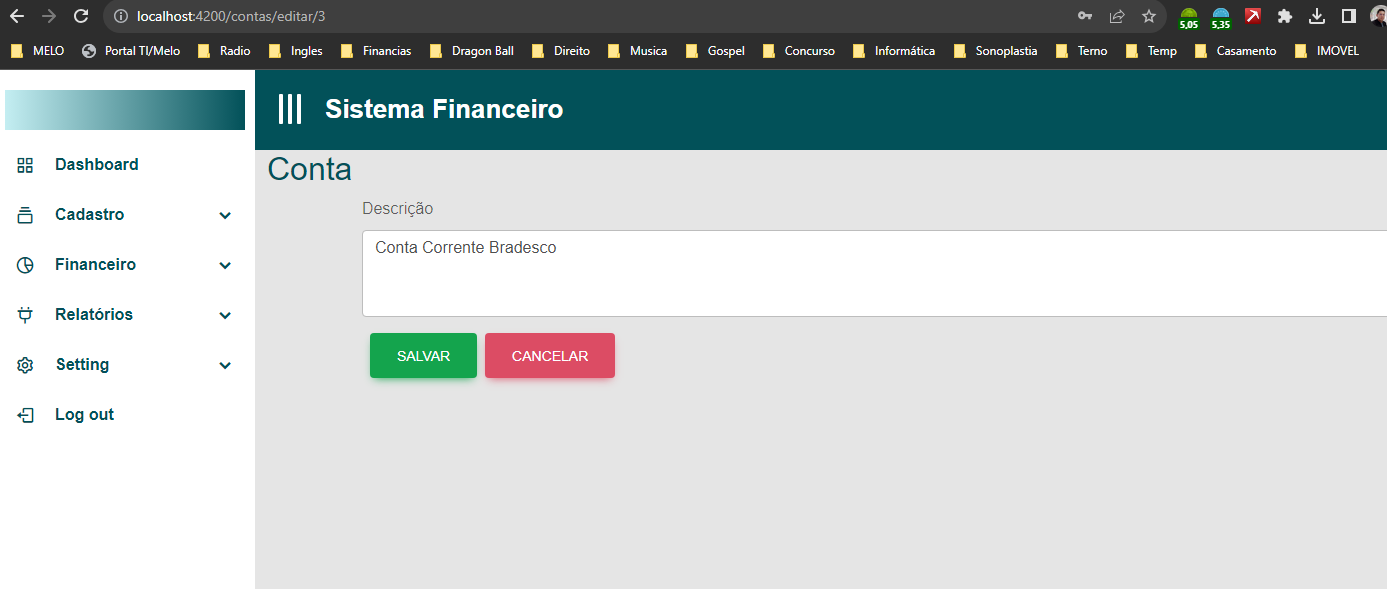 localhost:4200/contas/editar/3
5,05 5,35
MELO Portal TI/Melo Radio Ingles Financias Dragon Ball Direito Musica Gospel Concurso Informática Sonoplastia Terno Temp Casamento IMOVEL
Sistema Financeiro
Dashboard
Cadastro
Financeiro
Relatórios
Setting
Log out
Conta
Descrição
Conta Corrente Bradesco
SALVAR CANCELAR